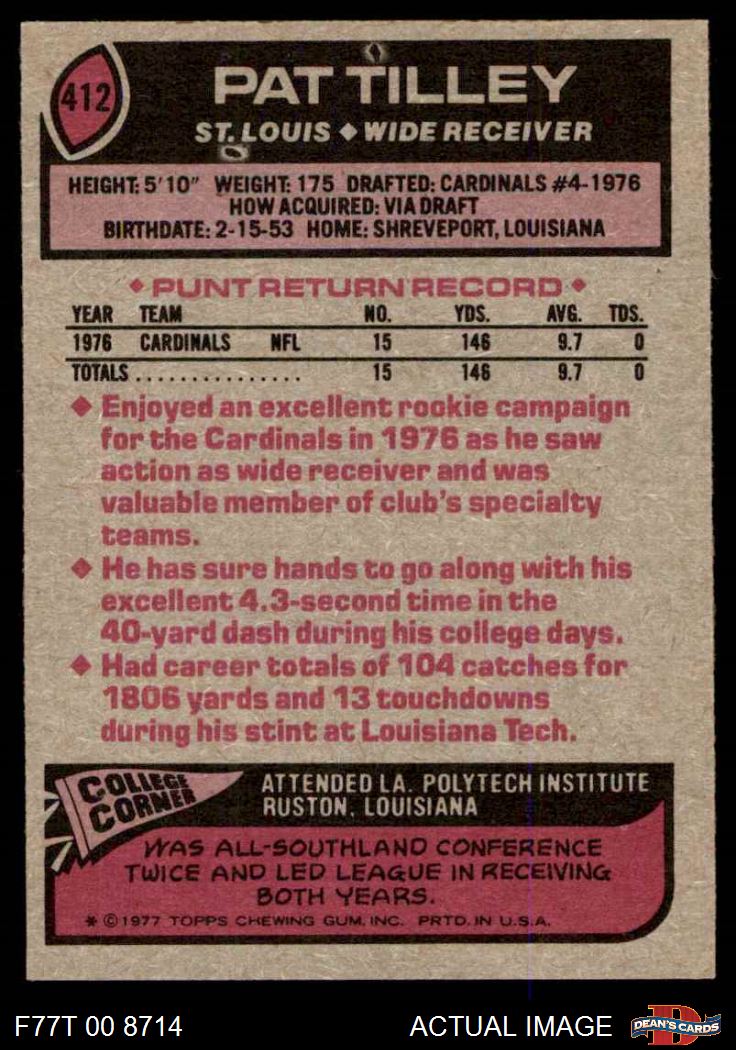 412
PAT TILLEY
ST. LOUIS ◆ WIDE RECEIVER
HEIGHT: 5'10" WEIGHT: 175 DRAFTED: CARDINALS #4-1976
HOW ACQUIRED: VIA DRAFT
BIRTHDATE: 2-15-53 HOME: SHREVEPORT, LOUISIANA
◆ PUNT RETURN RECORD ◆
YEAR TEAM NO. YDS. AVG. TDS.
1976 CARDINALS NFL 15 146 9.7 0
TOTALS ............... 15 146 9.7 0
◆ Enjoyed an excellent rookie campaign
for the Cardinals in 1976 as he saw
action as wide receiver and was
valuable member of club's specialty
teams.
◆ He has sure hands to go along with his
excellent 4.3-second time in the
40-yard dash during his college days.
◆ Had career totals of 104 catches for
1806 yards and 13 touchdowns
during his stint at Louisiana Tech.
COLLEGE
CORNER
ATTENDED LA. POLYTECH INSTITUTE
RUSTON, LOUISIANA
WAS ALL-SOUTHLAND CONFERENCE
TWICE AND LED LEAGUE IN RECEIVING
BOTH YEARS.
* ©1977 TOPPS CHEWING GUM, INC. PRTD. IN U.S.A.
F77T 00 8714
ACTUAL IMAGE
D
DEAN'S CARDS